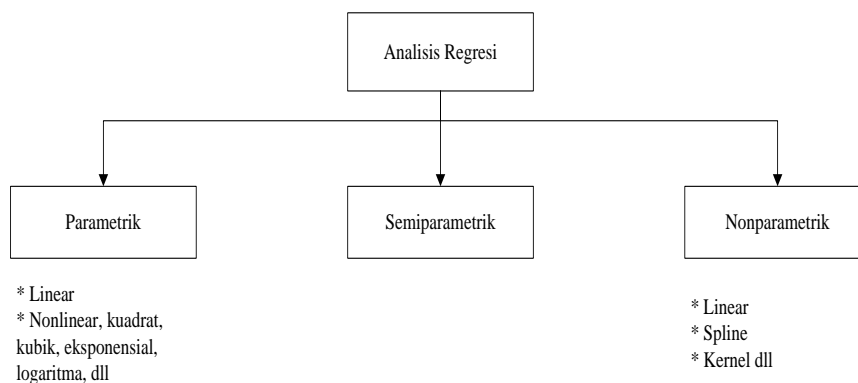 Analisis Regresi
Parametrik
Semiparametrik
Nonparametrik
* Linear
* Nonlinear, kuadrat,
kubik, eksponensial,
logaritma, dll
* Linear
* Spline
* Kernel dll